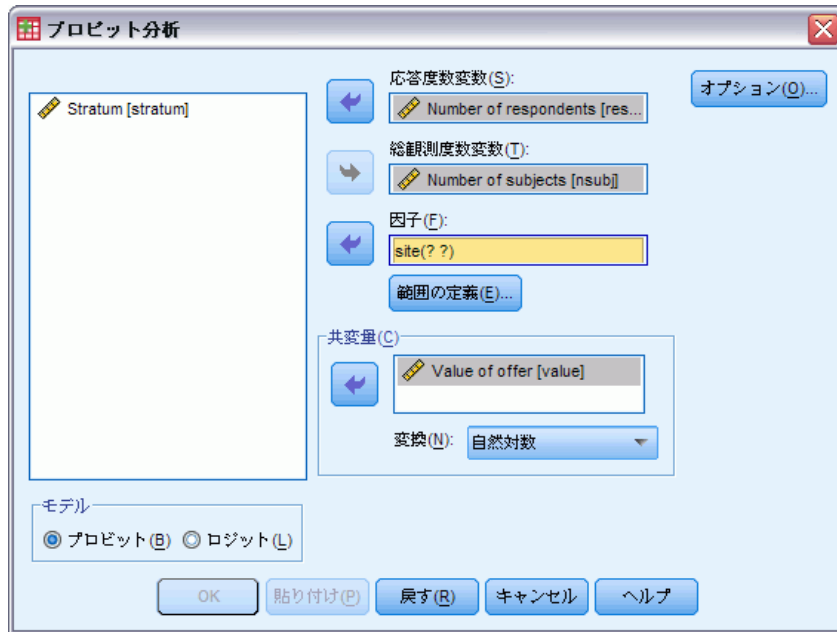 プロビット分析
Stratum [stratum]
応答度数変数(S):
Number of respondents [res...
総観測度数変数(T):
Number of subjects [nsubj]
因子(F):
site(? ?)
範囲の定義(E)...
共変量(C)
Value of offer [value]
変換(N):
自然対数
オプション(O)...
モデル
プロビット(B)
ロジット(L)
OK
貼り付け(P)
戻す(R)
キャンセル
ヘルプ